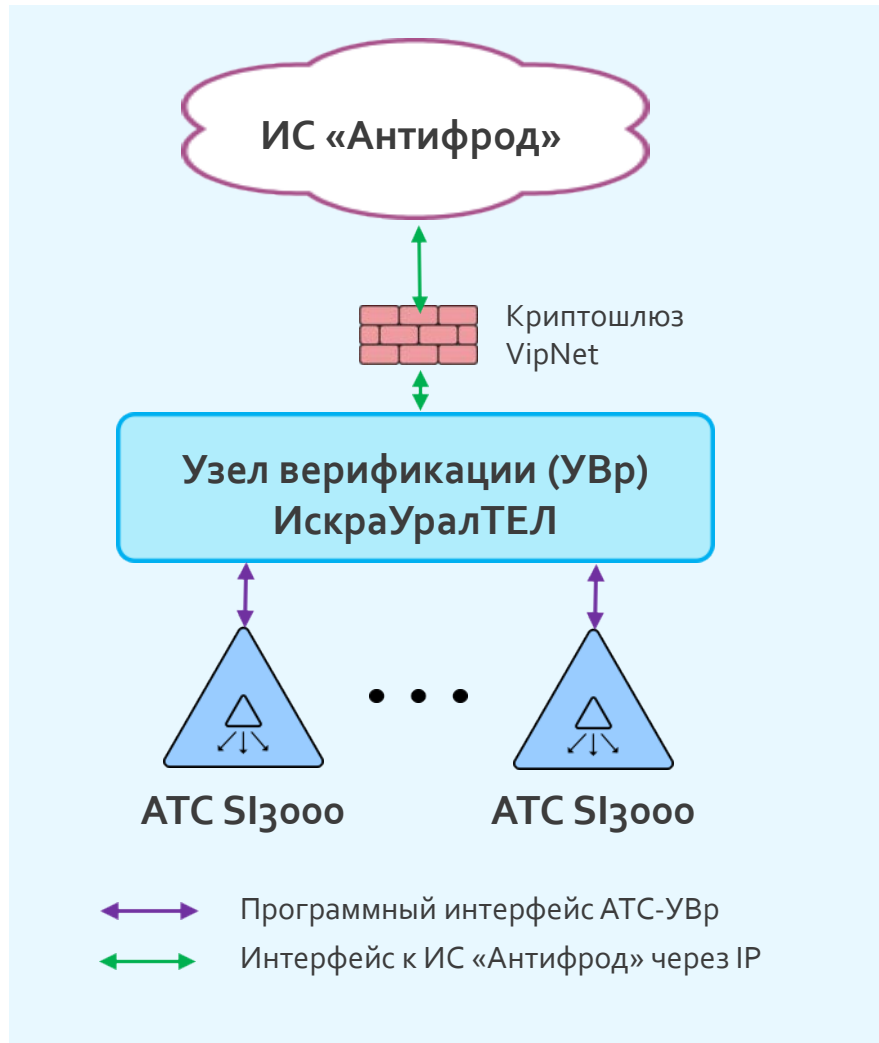 ИС «Антифрод»
Криптошлюз
VipNet
Узел верификации (УВр)
ИскраУралТЕЛ
АТС SI3000
АТС SI3000
Программный интерфейс АТС-УВр
Интерфейс к ИС «Антифрод» через IP